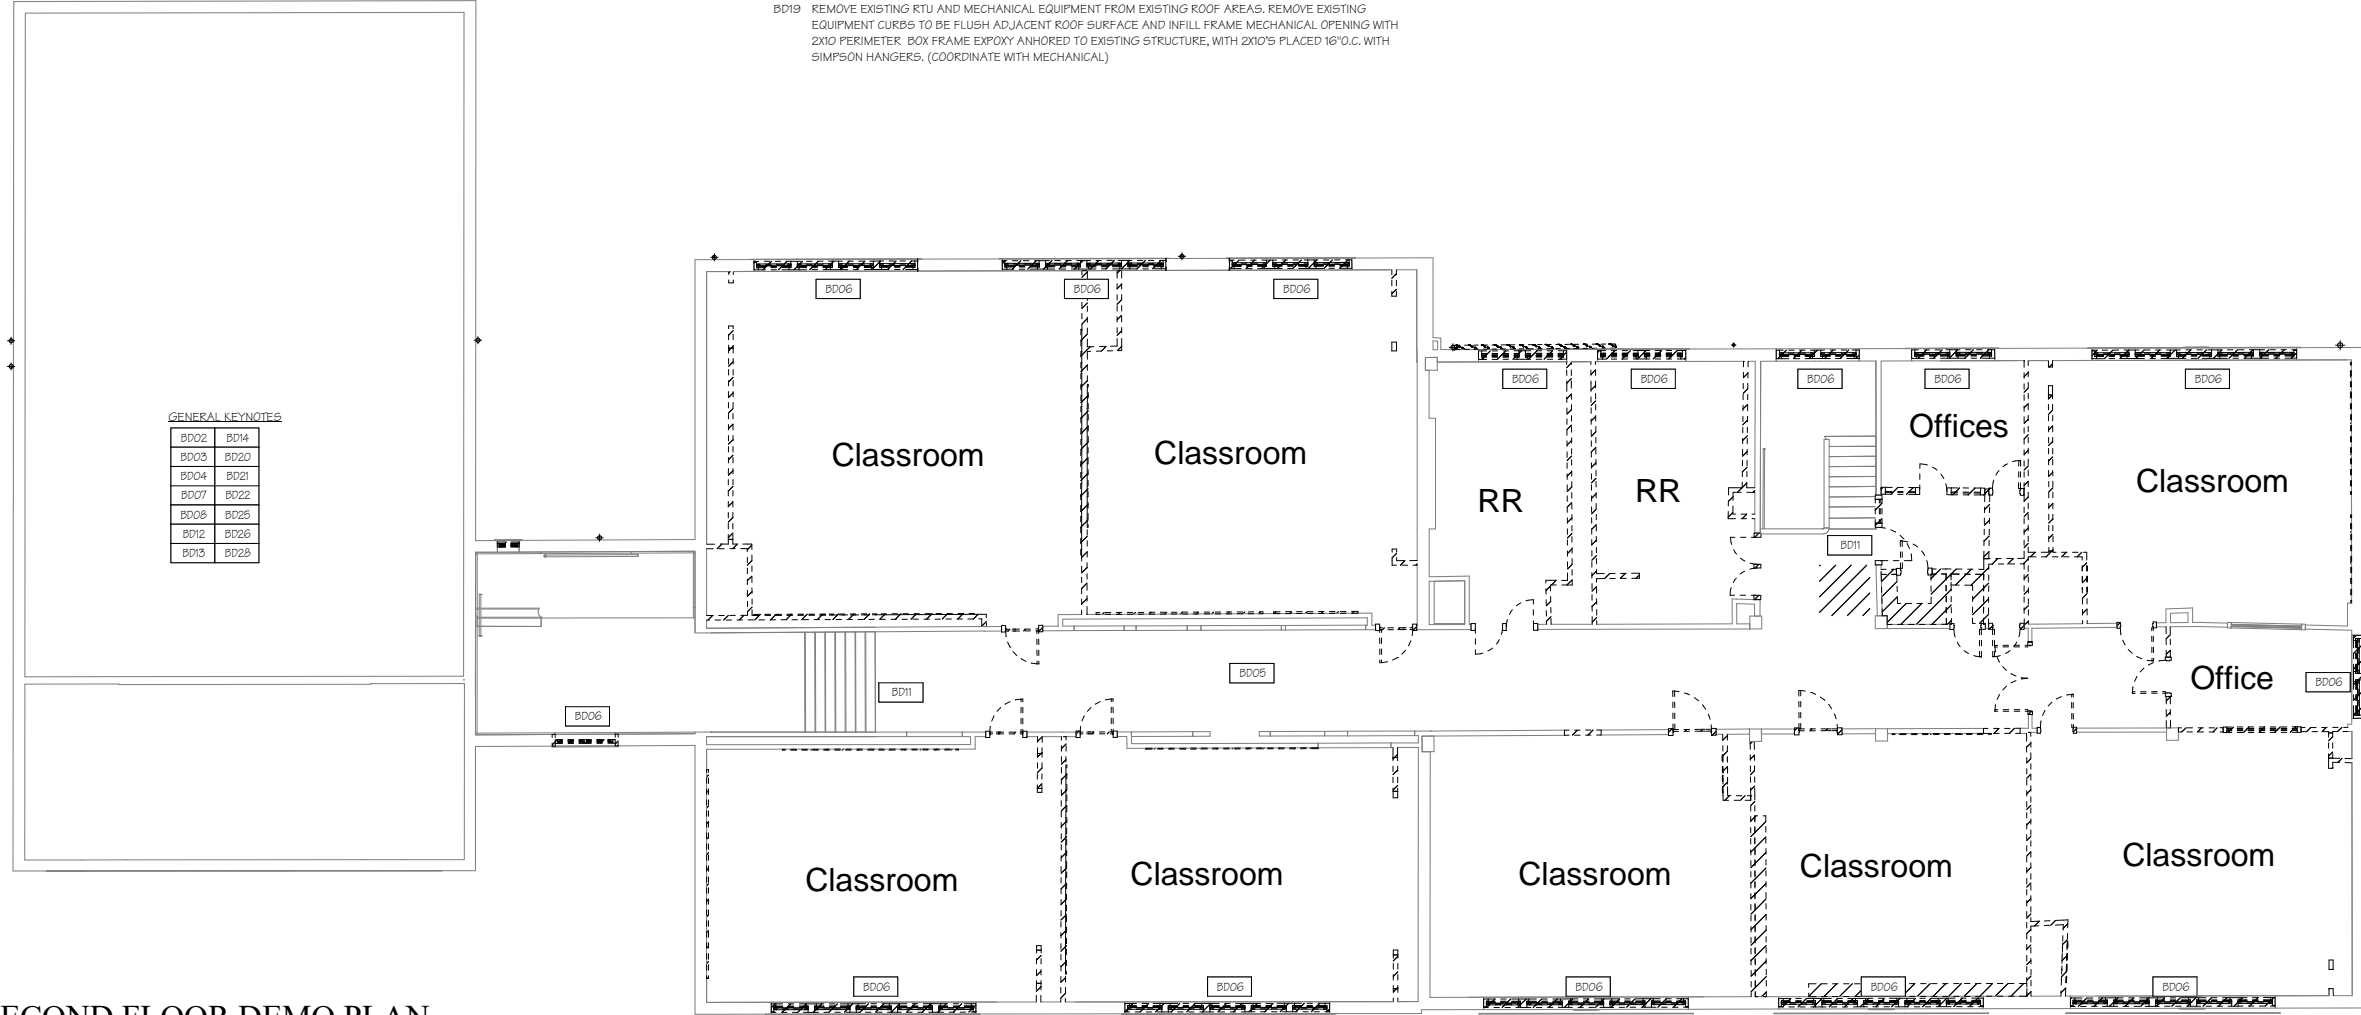 BD19 REMOVE EXISTING RTU AND MECHANICAL EQUIPMENT FROM EXISTING ROOF AREAS. REMOVE EXISTING
EQUIPMENT CURBS TO BE FLUSH ADJACENT ROOF SURFACE AND INFILL FRAME MECHANICAL OPENING WITH
2X10 PERIMETER BOX FRAME EXPOXY ANHORED TO EXISTING STRUCTURE, WITH 2X10'S PLACED 16"O.C. WITH
SIMPSON HANGERS. (COORDINATE WITH MECHANICAL)
BD06 BD06 BD06
BD06 BD06 BD06 BD06 BD06
GENERAL KEYNOTES
BD02 BD14
BD03 BD20
BD04 BD21
BD07 BD22
BD08 BD25
BD12 BD26
BD13 BD28
Offices
Classroom Classroom
Classroom
RR RR
BD11
BD05
Office
BD06
BD11
BD06
Classroom Classroom Classroom Classroom Classroom
BD06 BD06 BD06 BD06 BD06
ECOND FLOOR DEMO PLAN